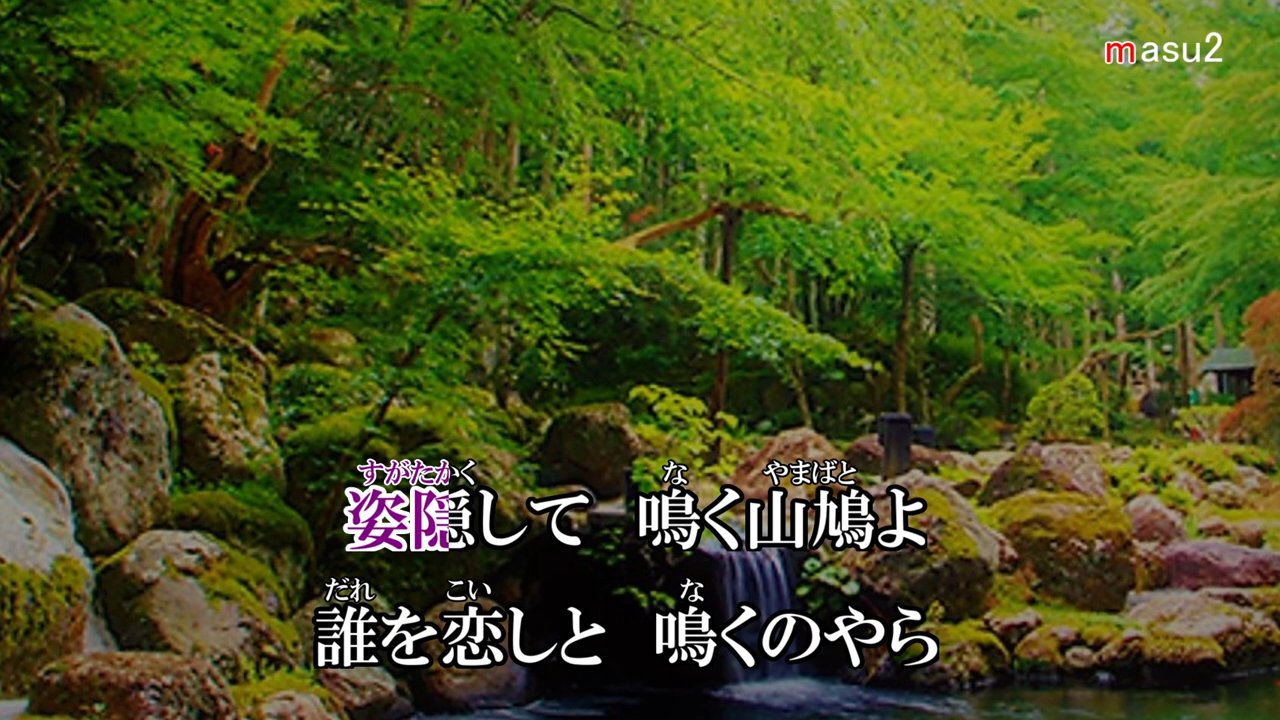 masu2
すがたかく な やまばと
姿隠して 鳴く山鳩よ
だれ こい な
誰を恋しと 鳴くのやら